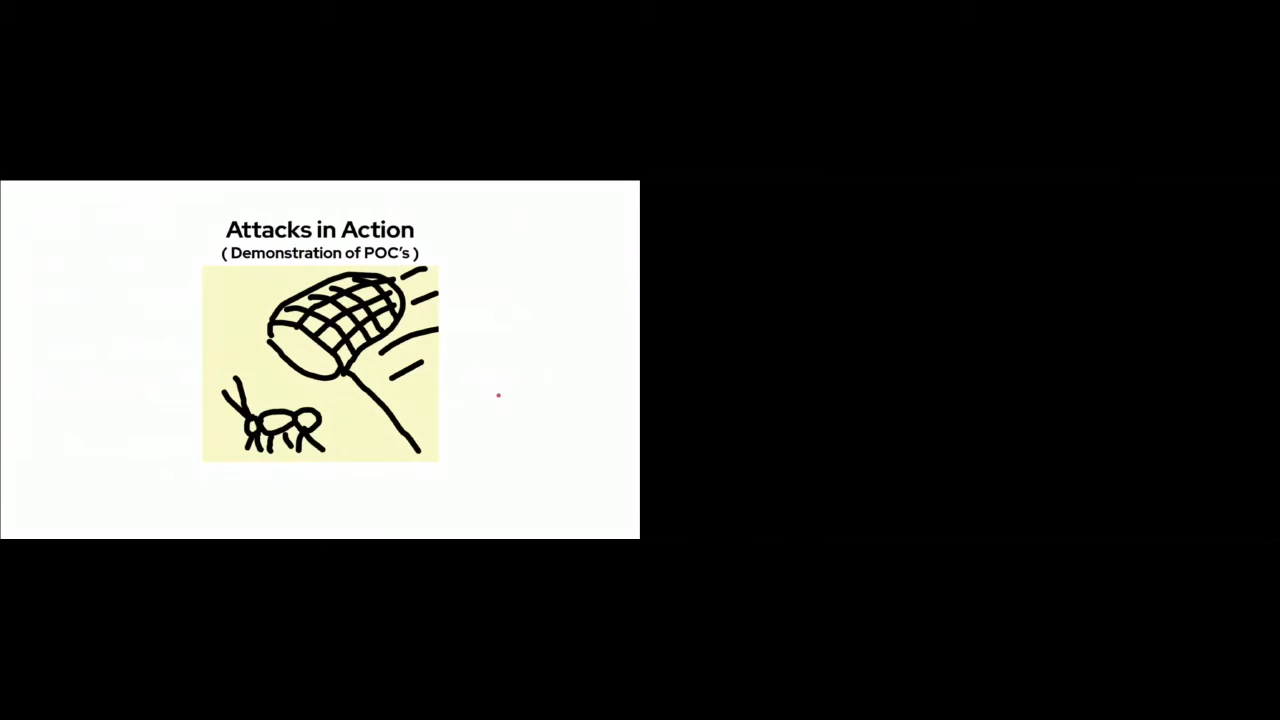 Attacks in Action
( Demonstration of POC’s )